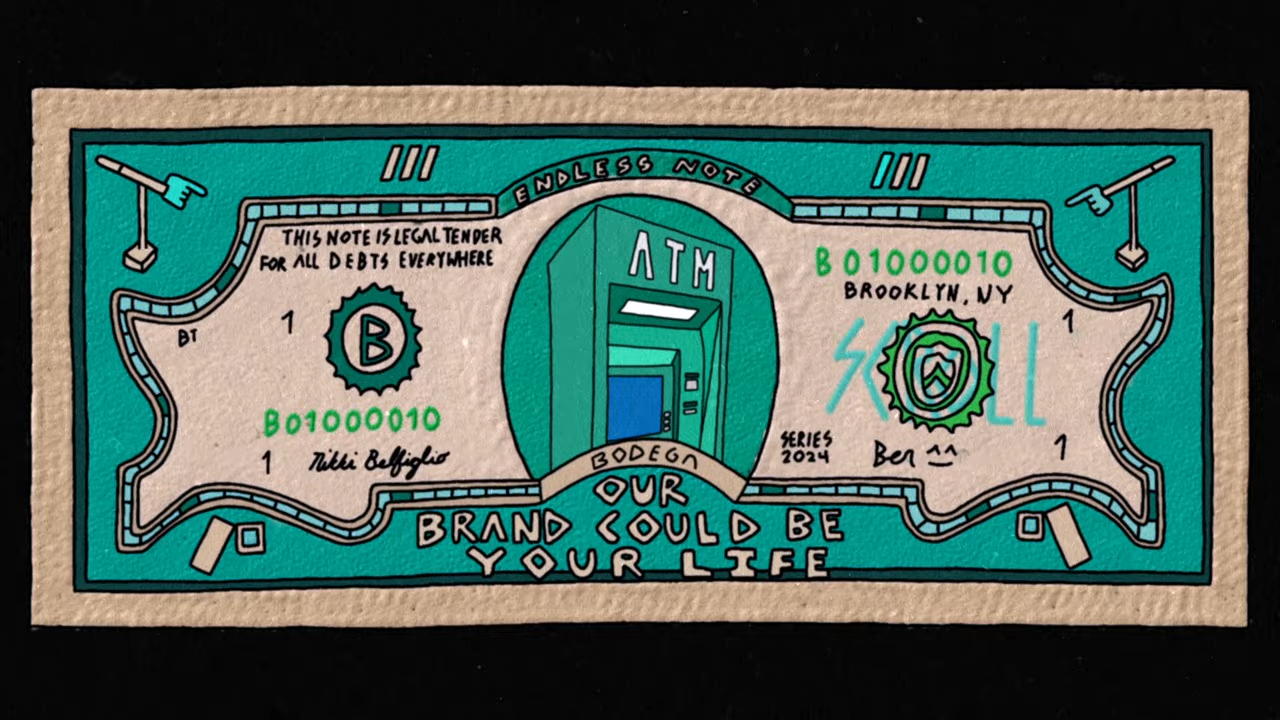 ENDLESS NOTE
THIS NOTE IS LEGAL TENDER
FOR ALL DEBTS EVERYWHERE
BT
1
B
B01000010
1
Nikki Belfiglio
ATM
BODEGA
B01000010
BROOKLYN, NY
1
SCROLL
SERIES
2024
Ben ^^
1
OUR
BRAND COULD BE
YOUR LIFE